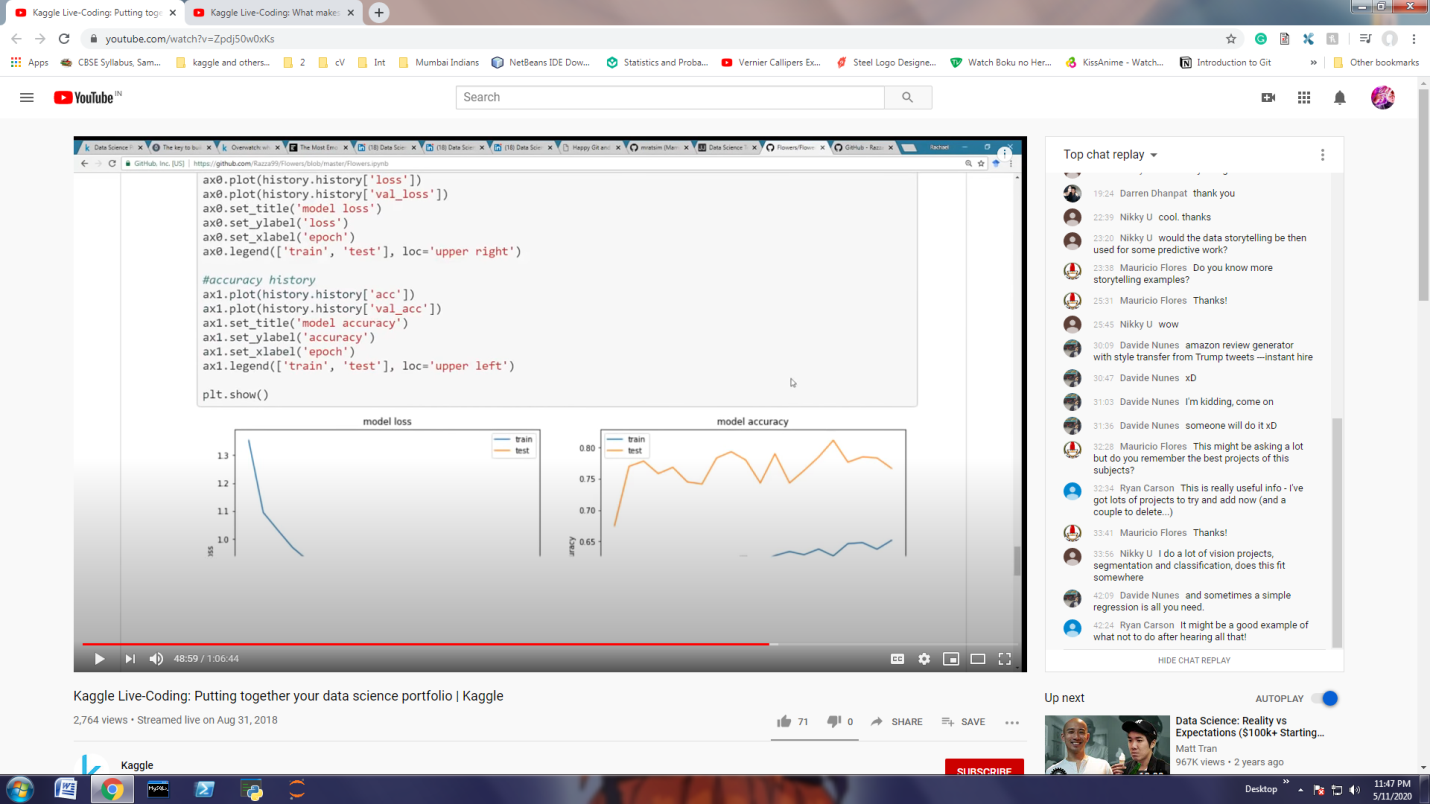 Kaggle Live-Coding: Putting toge
Kaggle Live-Coding: What makes
youtube.com/watch?v=Zpdj50w0xKs
Apps
CBSE Syllabus, Sam...
kaggle and others...
2
cV
Int
Mumbai Indians
NetBeans IDE Dow...
Statistics and Proba...
Vernier Callipers Ex...
Steel Logo Designe...
Watch Boku no Her...
KissAnime - Watch...
Introduction to Git
»
Other bookmarks
YouTube IN
Search
Data Science P
The key to buil
Overwatch wh
The Most Em
(18) Data Scien
(18) Data Scien
(18) Data Scien
Happy Git and
mratsim (Mam
Data Science
Flowers/Flower
GitHub - Razza
Rachael
GitHub, Inc. [US] | https://github.com/Razza99/Flowers/blob/master/Flowers.ipynb
ax0.plot(history.history['loss'])
ax0.plot(history.history['val_loss'])
ax0.set_title('model loss')
ax0.set_ylabel('loss')
ax0.set_xlabel('epoch')
ax0.legend(['train', 'test'], loc='upper right')
#accuracy history
ax1.plot(history.history['acc'])
ax1.plot(history.history['val_acc'])
ax1.set_title('model accuracy')
ax1.set_ylabel('accuracy')
ax1.set_xlabel('epoch')
ax1.legend(['train', 'test'], loc='upper left')
plt.show()
model loss
train
test
1.3
1.2
1.1
1.0
ss
model accuracy
train
test
0.80
0.75
0.70
0.65
racy
48:59 / 1:06:44
CC
Kaggle Live-Coding: Putting together your data science portfolio | Kaggle
2,764 views • Streamed live on Aug 31, 2018
71
0
SHARE
SAVE
Kaggle
SUBSCRIBE
Top chat replay
19:24 Darren Dhanpat thank you
22:39 Nikky U cool. thanks
23:20 Nikky U would the data storytelling be then
used for some predictive work?
23:38 Mauricio Flores Do you know more
storytelling examples?
25:31 Mauricio Flores Thanks!
25:45 Nikky U wow
30:09 Davide Nunes amazon review generator
with style transfer from Trump tweets ---instant hire
30:47 Davide Nunes xD
31:03 Davide Nunes I'm kidding, come on
31:36 Davide Nunes someone will do it xD
32:28 Mauricio Flores This might be asking a lot
but do you remember the best projects of this
subjects?
32:34 Ryan Carson This is really useful info - I've
got lots of projects to try and add now (and a
couple to delete...)
33:41 Mauricio Flores Thanks!
33:56 Nikky U I do a lot of vision projects,
segmentation and classification, does this fit
somewhere
42:09 Davide Nunes and sometimes a simple
regression is all you need.
42:24 Ryan Carson It might be a good example of
what not to do after hearing all that!
HIDE CHAT REPLAY
Up next
AUTOPLAY
Data Science: Reality vs
Expectations ($100k+ Starting...
Matt Tran
967K views • 2 years ago
MySQL
Desktop
»
11:47 PM
5/11/2020